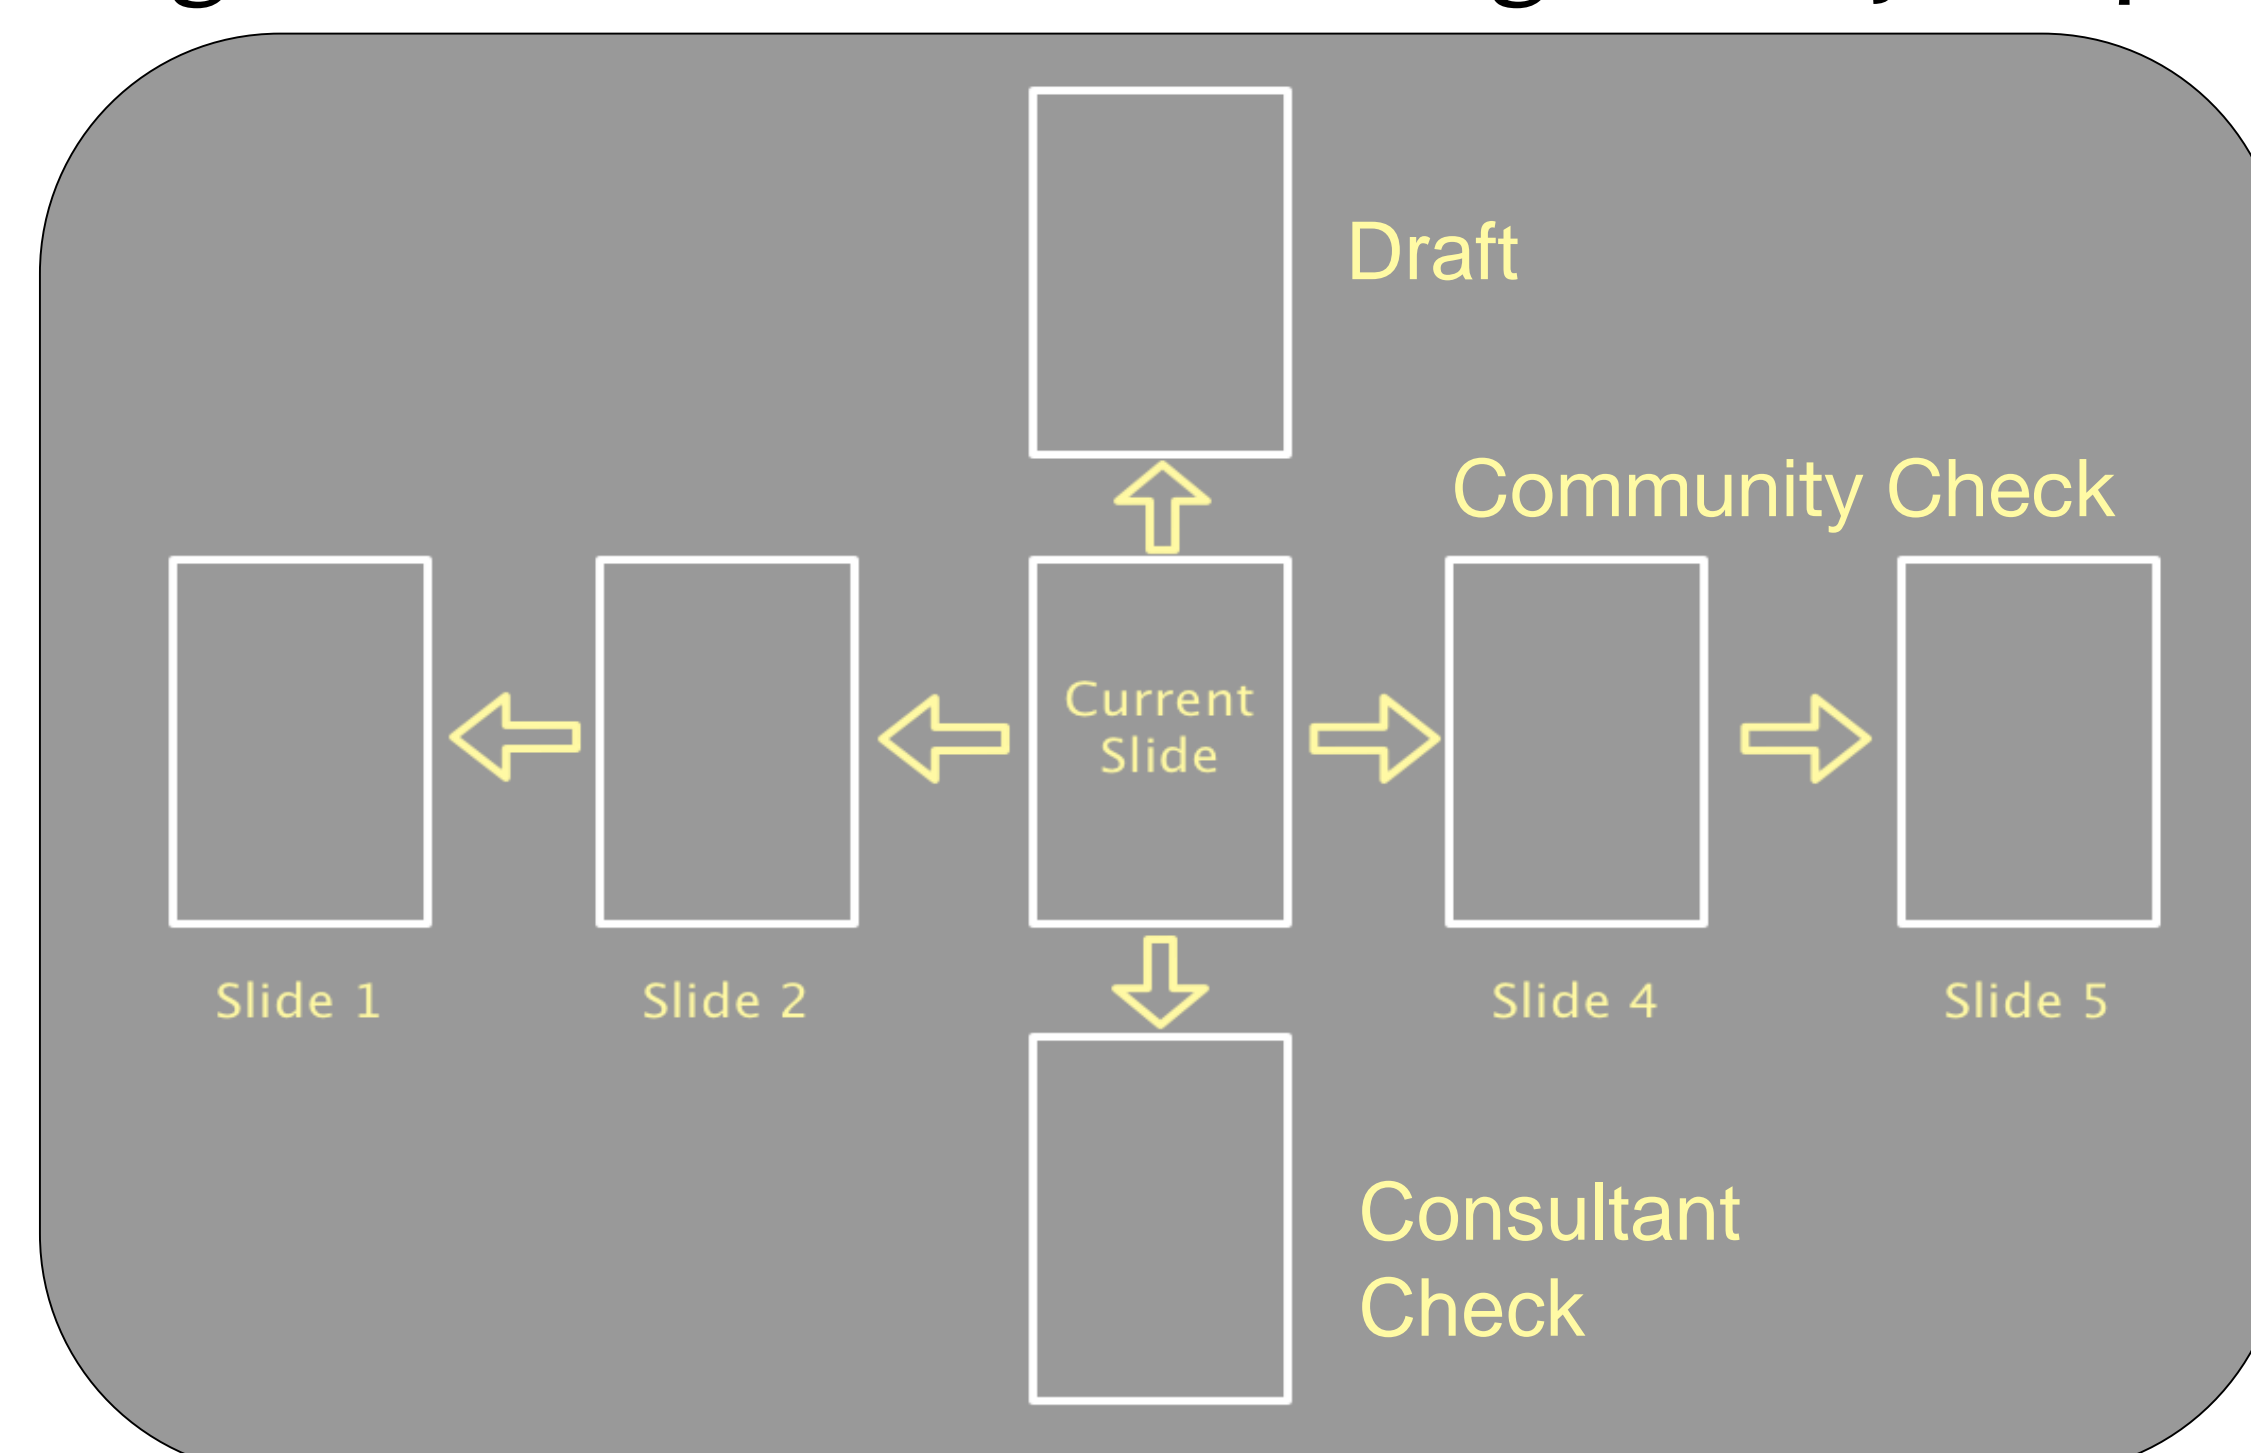 Draft
Community Check
Current
Slide
Slide 1 Slide 2 Slide 4 Slide 5
Consultant
Check